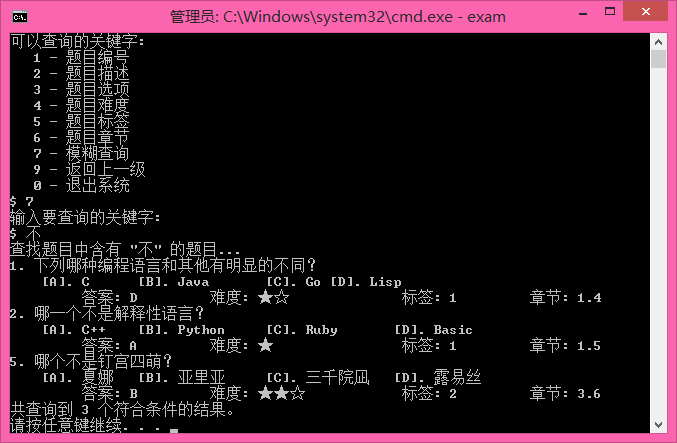 管理员: C:\Windows\system32\cmd.exe - exam
可以查询的关键字:
1 - 题目编号
2 - 题目描述
3 - 题目选项
4 - 题目难度
5 - 题目标签
6 - 题目章节
7 - 模糊查询
9 - 返回上一级
0 - 退出系统
$ 7
输入要查询的关键字:
$ 不
查找题目中含有 "不" 的题目...
1. 下列哪种编程语言和其他有明显的不同?
[A]. C [B]. Java [C]. Go [D]. Lisp
答案: D 难度: ★☆ 标签: 1 章节: 1.4
2. 哪一个不是解释性语言?
[A]. C++ [B]. Python [C]. Ruby [D]. Basic
答案: A 难度: ★ 标签: 1 章节: 1.5
5. 哪个不是钉宫四萌?
[A]. 夏娜 [B]. 亚里亚 [C]. 三千院凪 [D]. 露易丝
答案: B 难度: ★★☆ 标签: 2 章节: 3.6
共查询到 3 个符合条件的结果。
请按任意键继续. . .